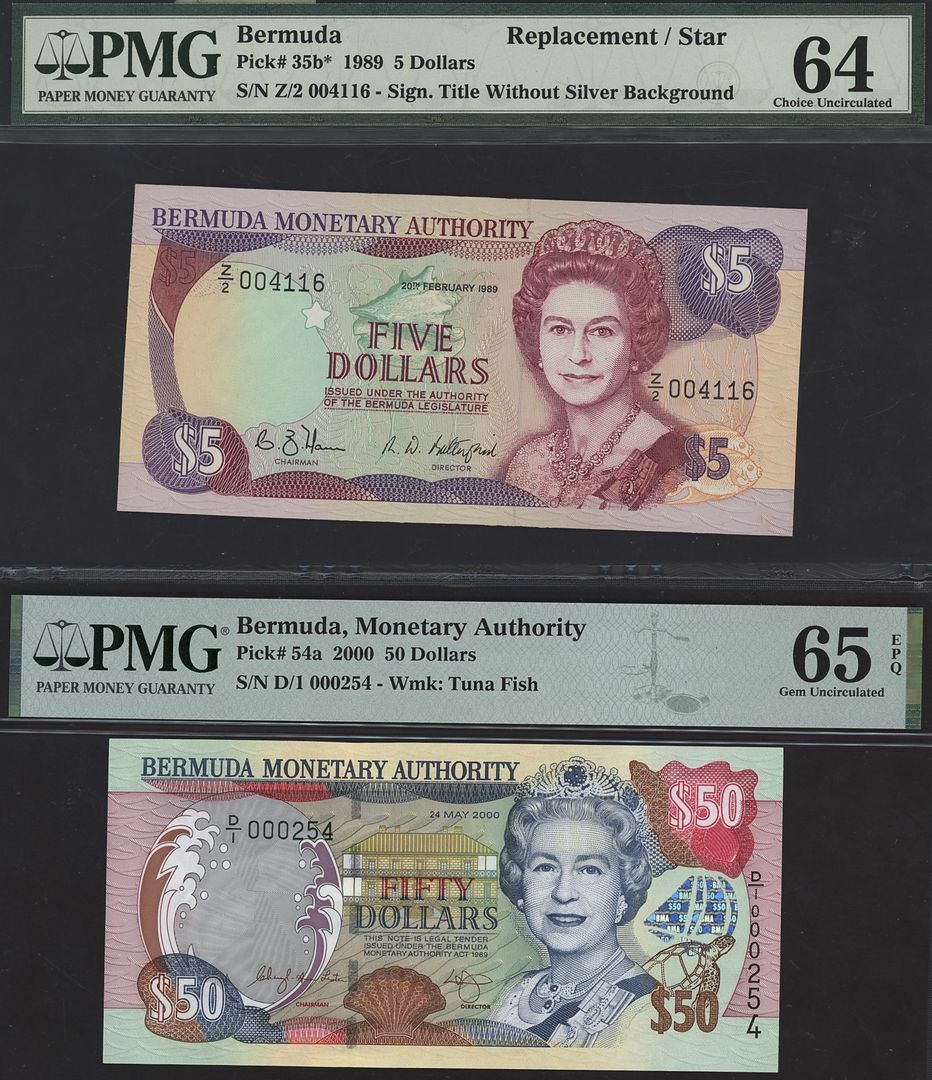 PMG
PAPER MONEY GUARANTY
Bermuda Replacement / Star
Pick# 35b* 1989 5 Dollars
S/N Z/2 004116 - Sign. Title Without Silver Background
64
Choice Uncirculated
BERMUDA MONETARY AUTHORITY
$5
$5
Z/2 004116
20TH FEBRUARY 1989
FIVE
DOLLARS
ISSUED UNDER THE AUTHORITY
OF THE BERMUDA LEGISLATURE
Z/2 004116
$5
CHAIRMAN
DIRECTOR
$5
PMG®
PAPER MONEY GUARANTY
Bermuda, Monetary Authority
Pick# 54a 2000 50 Dollars
S/N D/1 000254 - Wmk: Tuna Fish
65
EPQ
Gem Uncirculated
BERMUDA MONETARY AUTHORITY
$50
D/1 000254
24 MAY 2000
FIFTY
DOLLARS
THIS NOTE IS LEGAL TENDER
ISSUED UNDER THE BERMUDA
MONETARY AUTHORITY ACT 1969
BMA $50 BMA
D/1 000254
$50
CHAIRMAN
DIRECTOR
$50